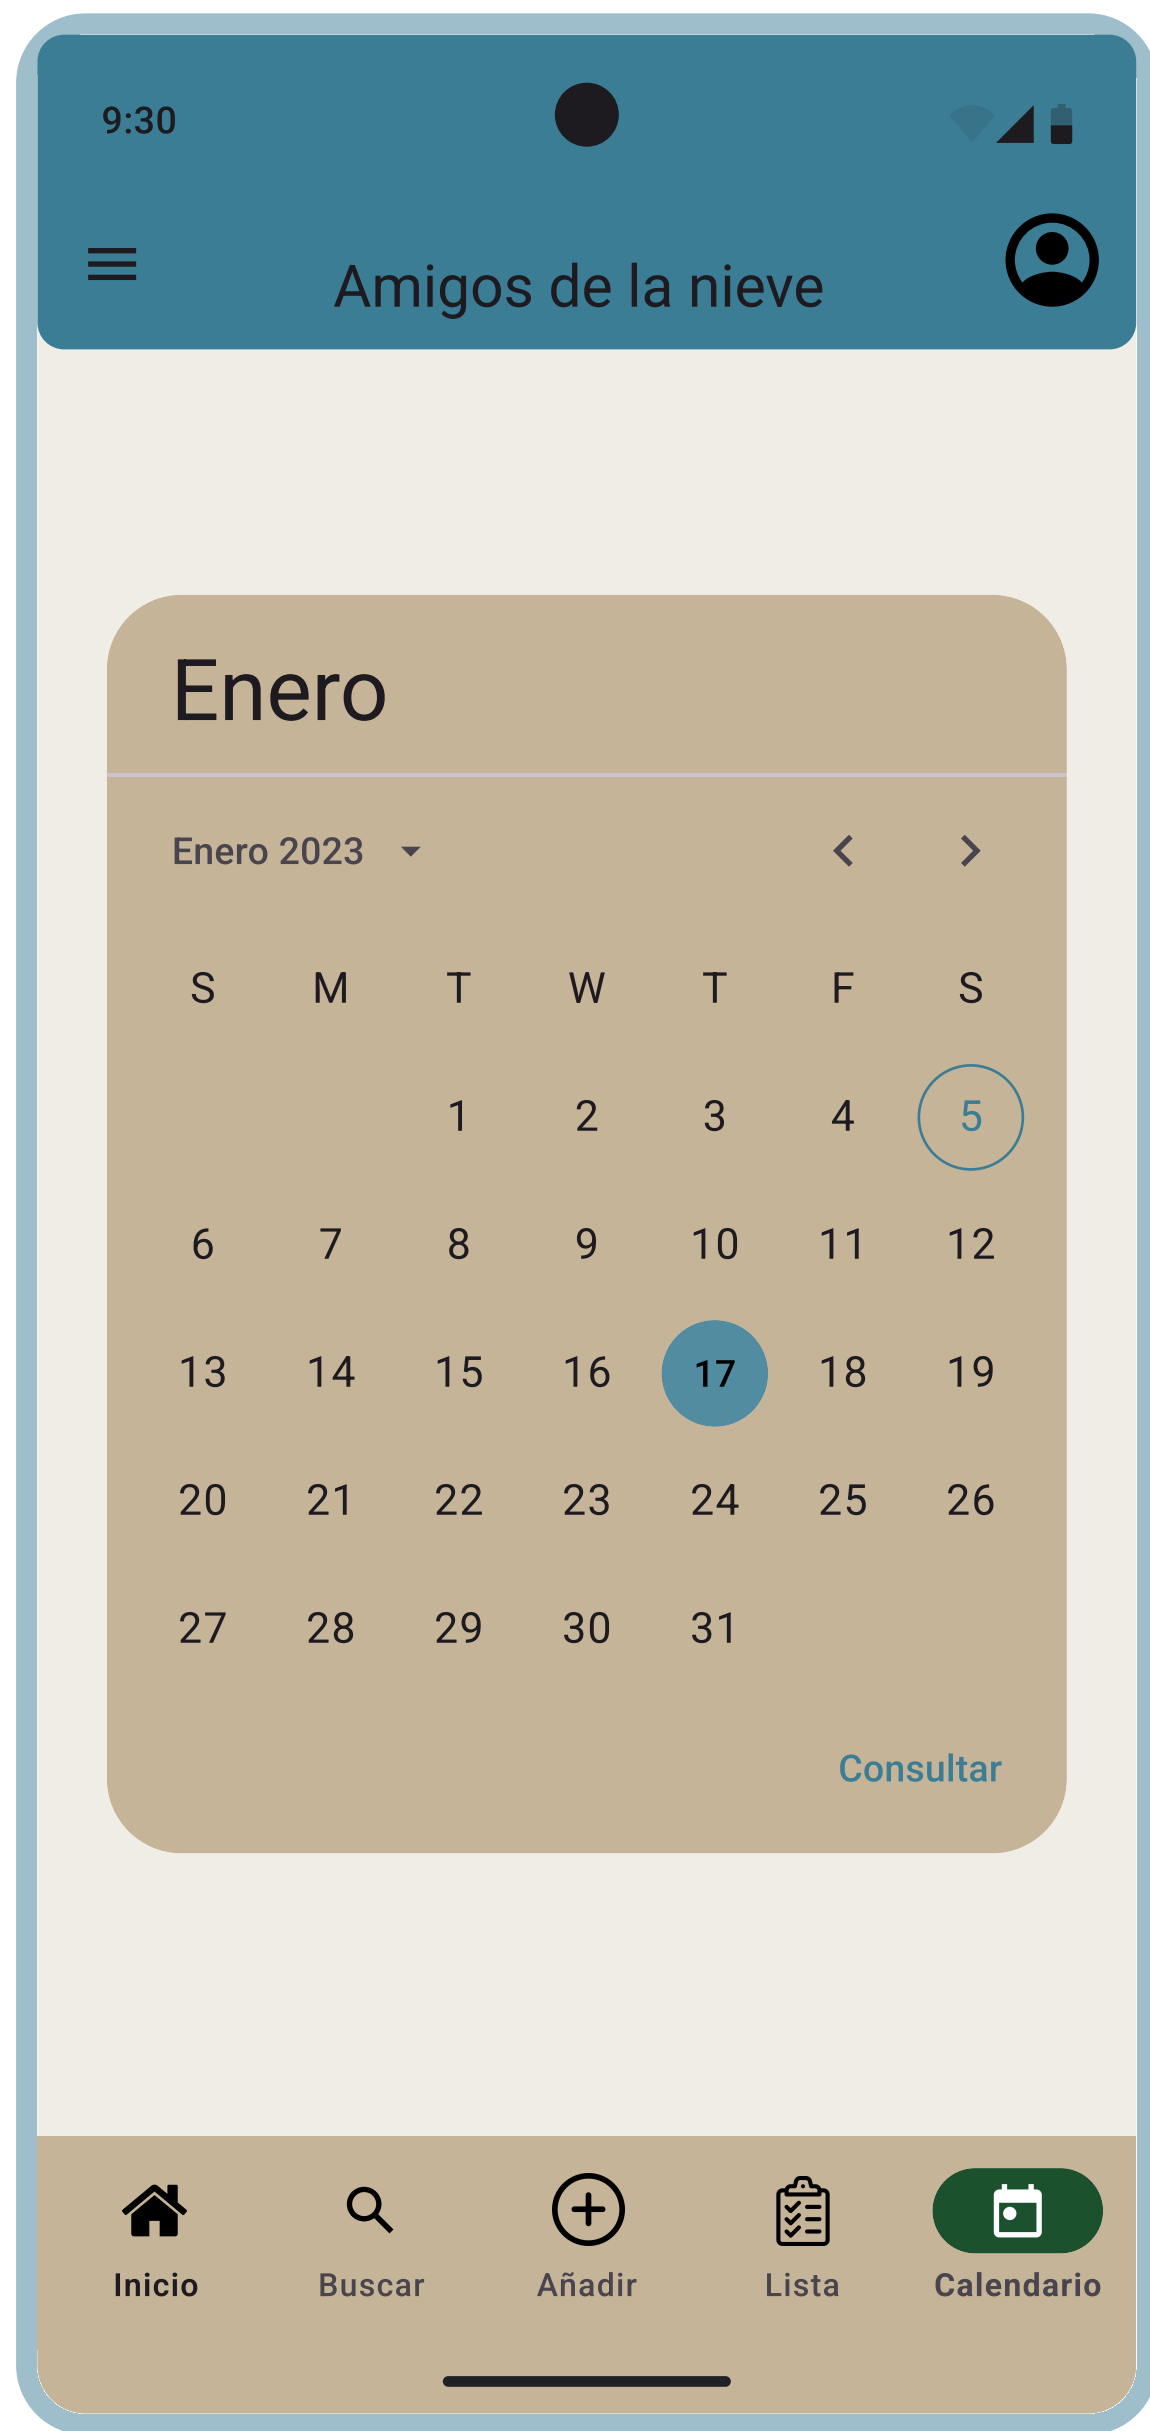 9:30
Amigos de la nieve
Enero
Enero 2023
S M T W T F S
1 2 3 4 5
6 7 8 9 10 11 12
13 14 15 16 17 18 19
20 21 22 23 24 25 26
27 28 29 30 31
Consultar
Inicio Buscar Añadir Lista Calendario